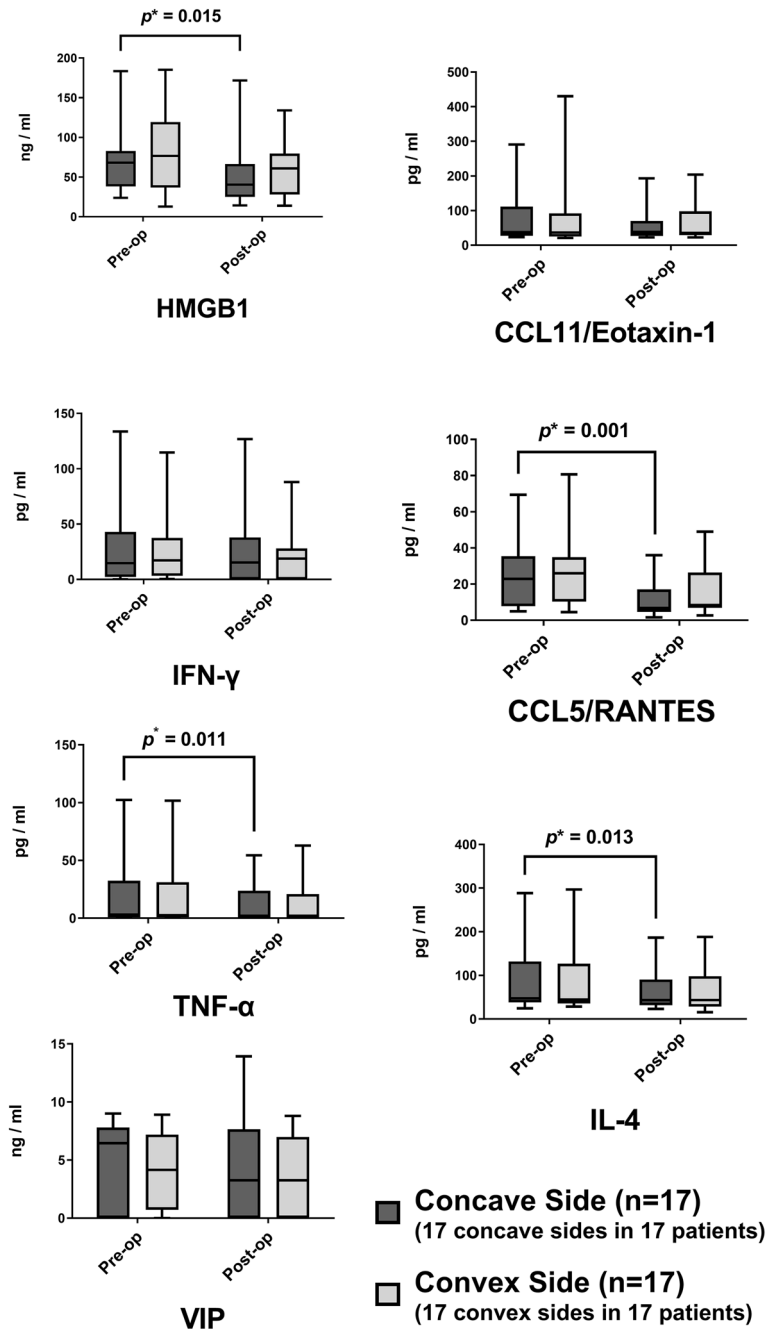 p* = 0.015
200
150
100
50
0
ng / ml
Pre-op
Post-op
HMGB1
500
400
300
200
100
0
pg / ml
Pre-op
Post-op
CCL11/Eotaxin-1
150
100
50
0
pg / ml
Pre-op
Post-op
IFN-γ
p* = 0.001
100
80
60
40
20
0
pg / ml
Pre-op
Post-op
CCL5/RANTES
p* = 0.011
150
100
50
0
pg / ml
Pre-op
Post-op
TNF-α
p* = 0.013
400
300
200
100
0
pg / ml
Pre-op
Post-op
IL-4
15
10
5
0
ng / ml
Pre-op
Post-op
VIP
Concave Side (n=17)
(17 concave sides in 17 patients)
Convex Side (n=17)
(17 convex sides in 17 patients)